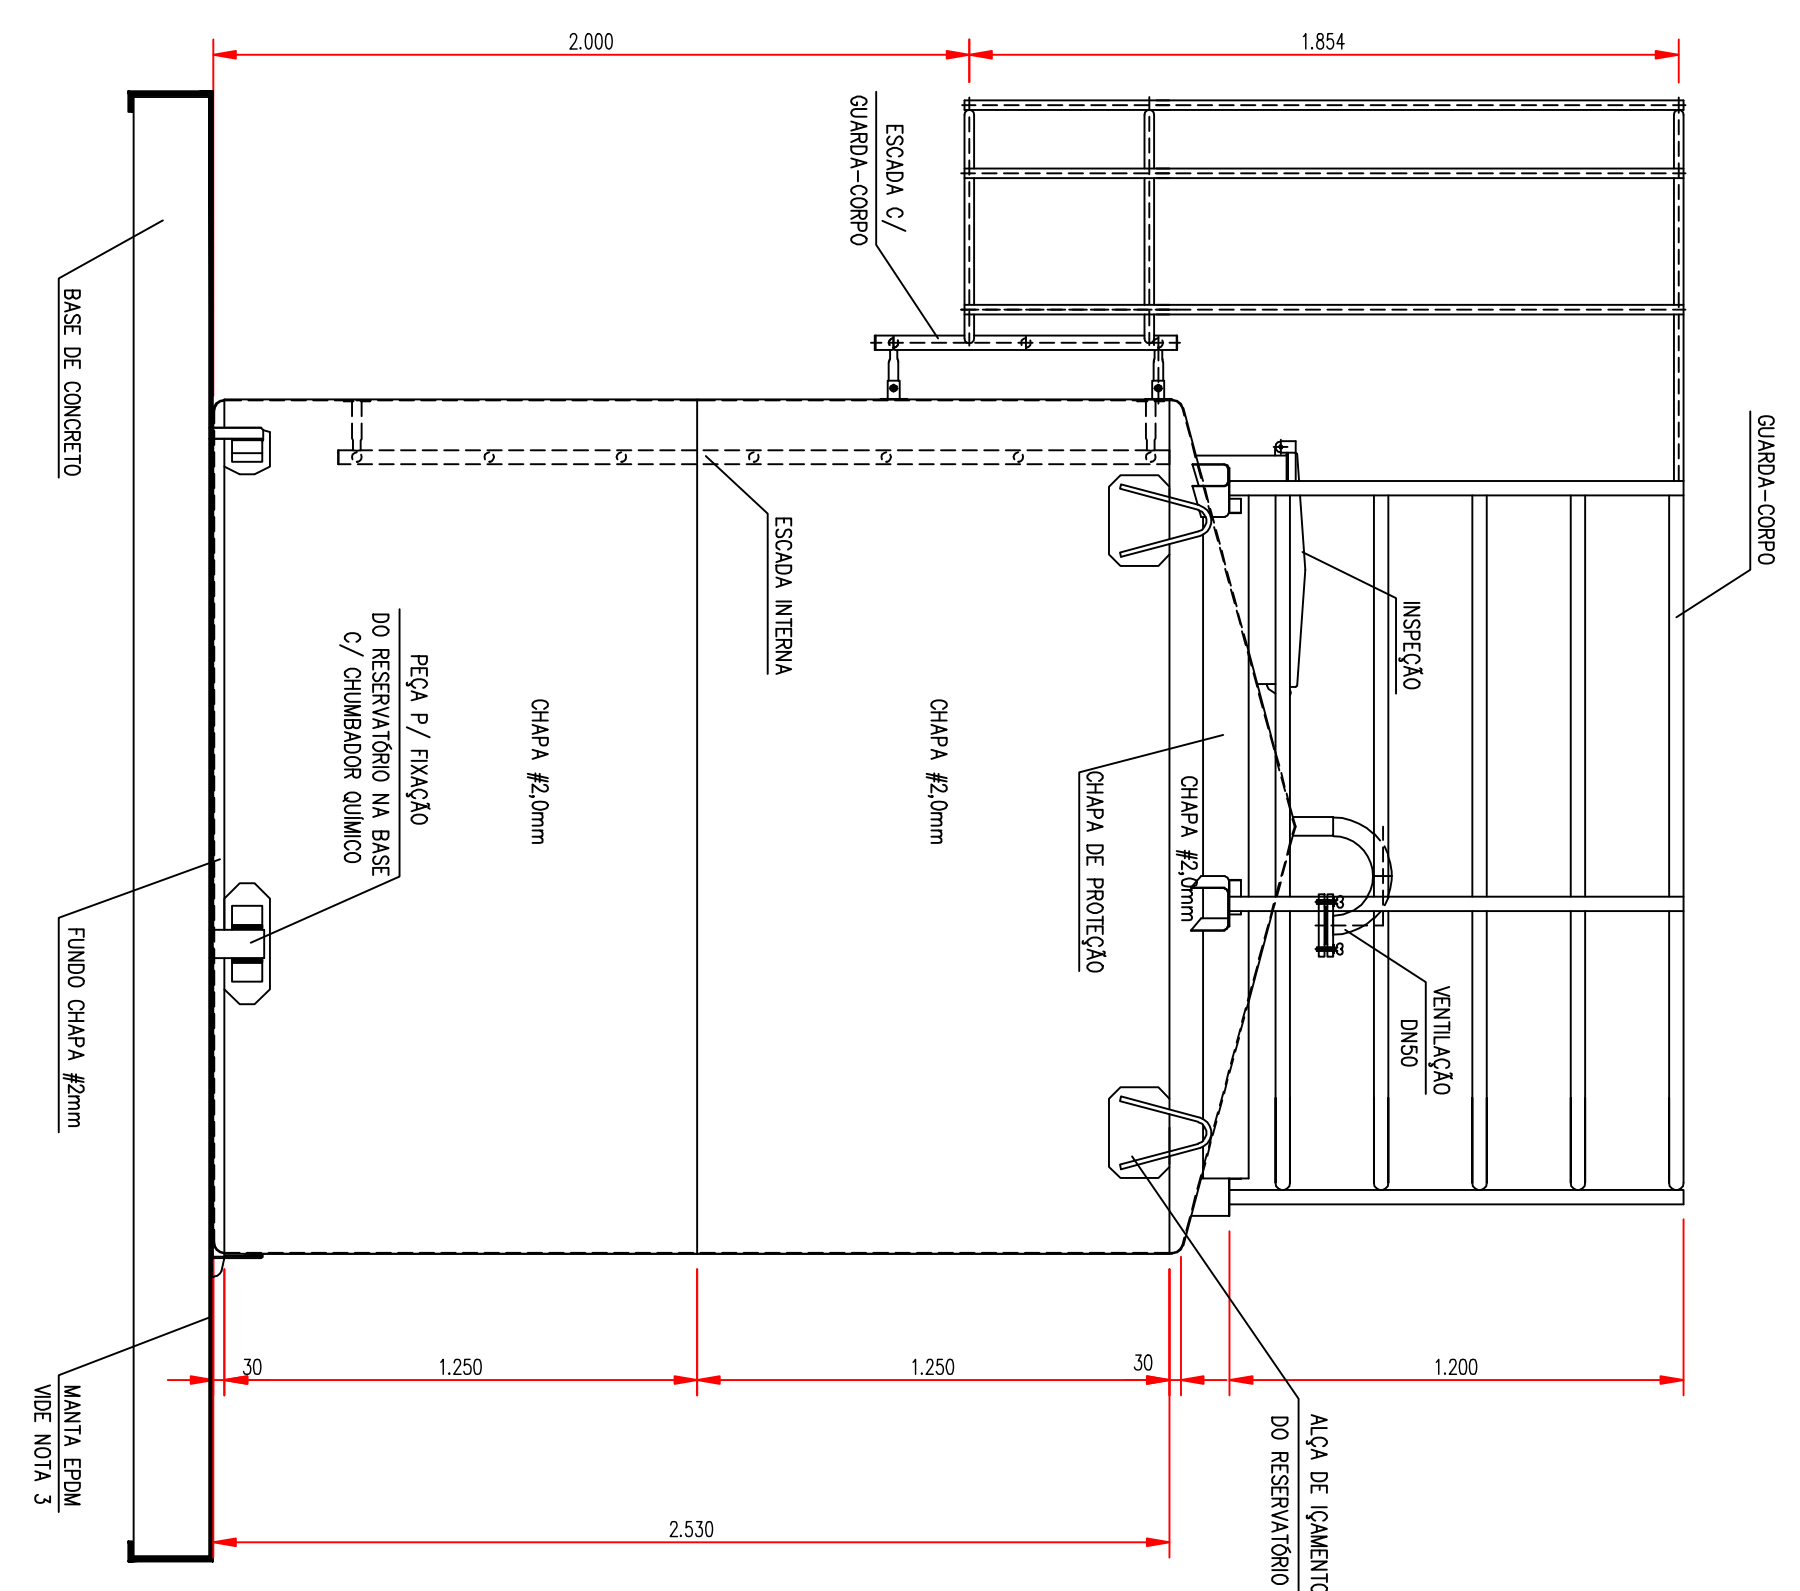 2.000
1.854
ESCADA C/
GUARDA-CORPO
GUARDA-CORPO
BASE DE CONCRETO
INSPEÇÃO
ESCADA INTERNA
PEÇA P/ FIXAÇÃO
DO RESERVATÓRIO NA BASE
C/ CHUMBADOR QUÍMICO
CHAPA #2,0mm
CHAPA #2,0mm
CHAPA #2,0mm
CHAPA DE PROTEÇÃO
VENTILAÇÃO
DN50
FUNDO CHAPA #2mm
30
1.250
1.250
30
1.200
MANTA EPDM
VIDE NOTA 3
ALÇA DE IÇAMENTO
DO RESERVATÓRIO
2.530